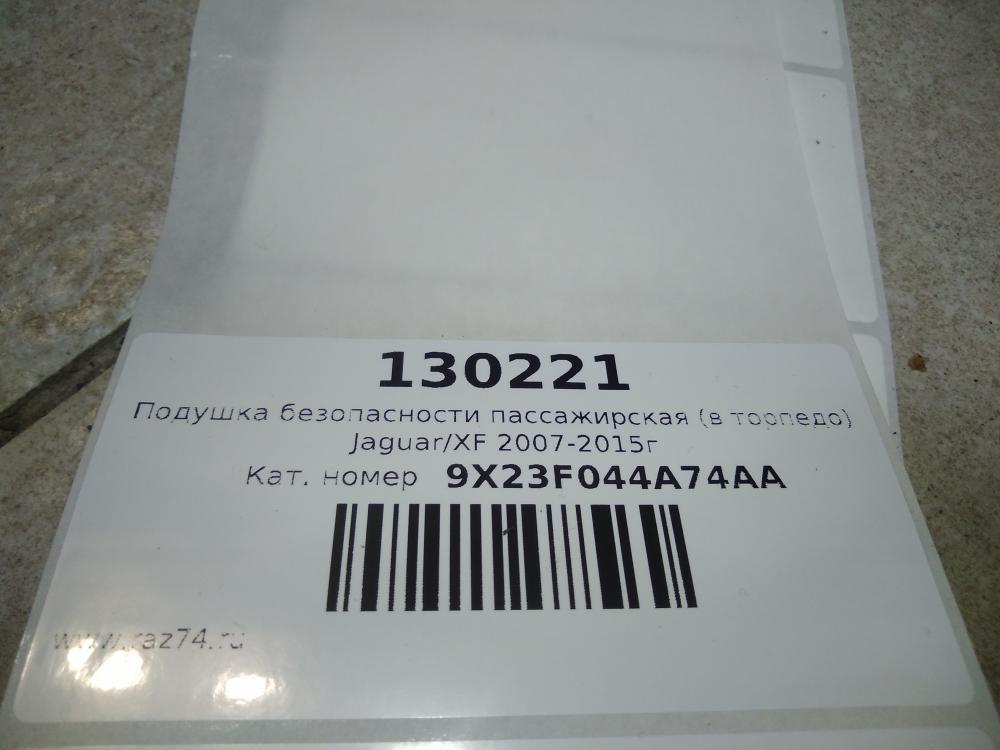 130221
Подушка безопасности пассажирская (в торпедо)
Jaguar/XF 2007-2015г
Кат. номер 9X23F044A74AA
www.raz74.ru